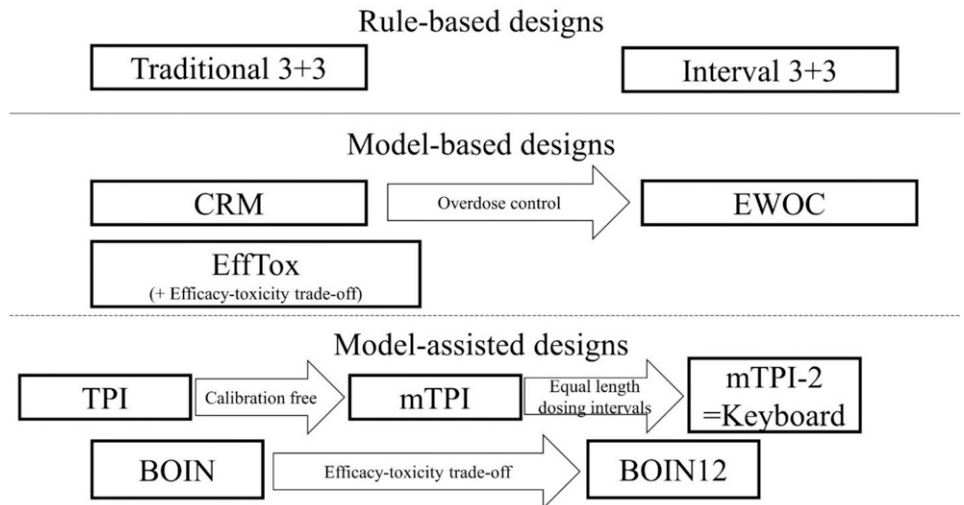 Rule-based designs
Traditional 3+3
Interval 3+3
Model-based designs
CRM
Overdose control
EWOC
EffTox
(+ Efficacy-toxicity trade-off)
Model-assisted designs
TPI
Calibration free
mTPI
Equal length
dosing intervals
mTPI-2
=Keyboard
BOIN
Efficacy-toxicity trade-off
BOIN12